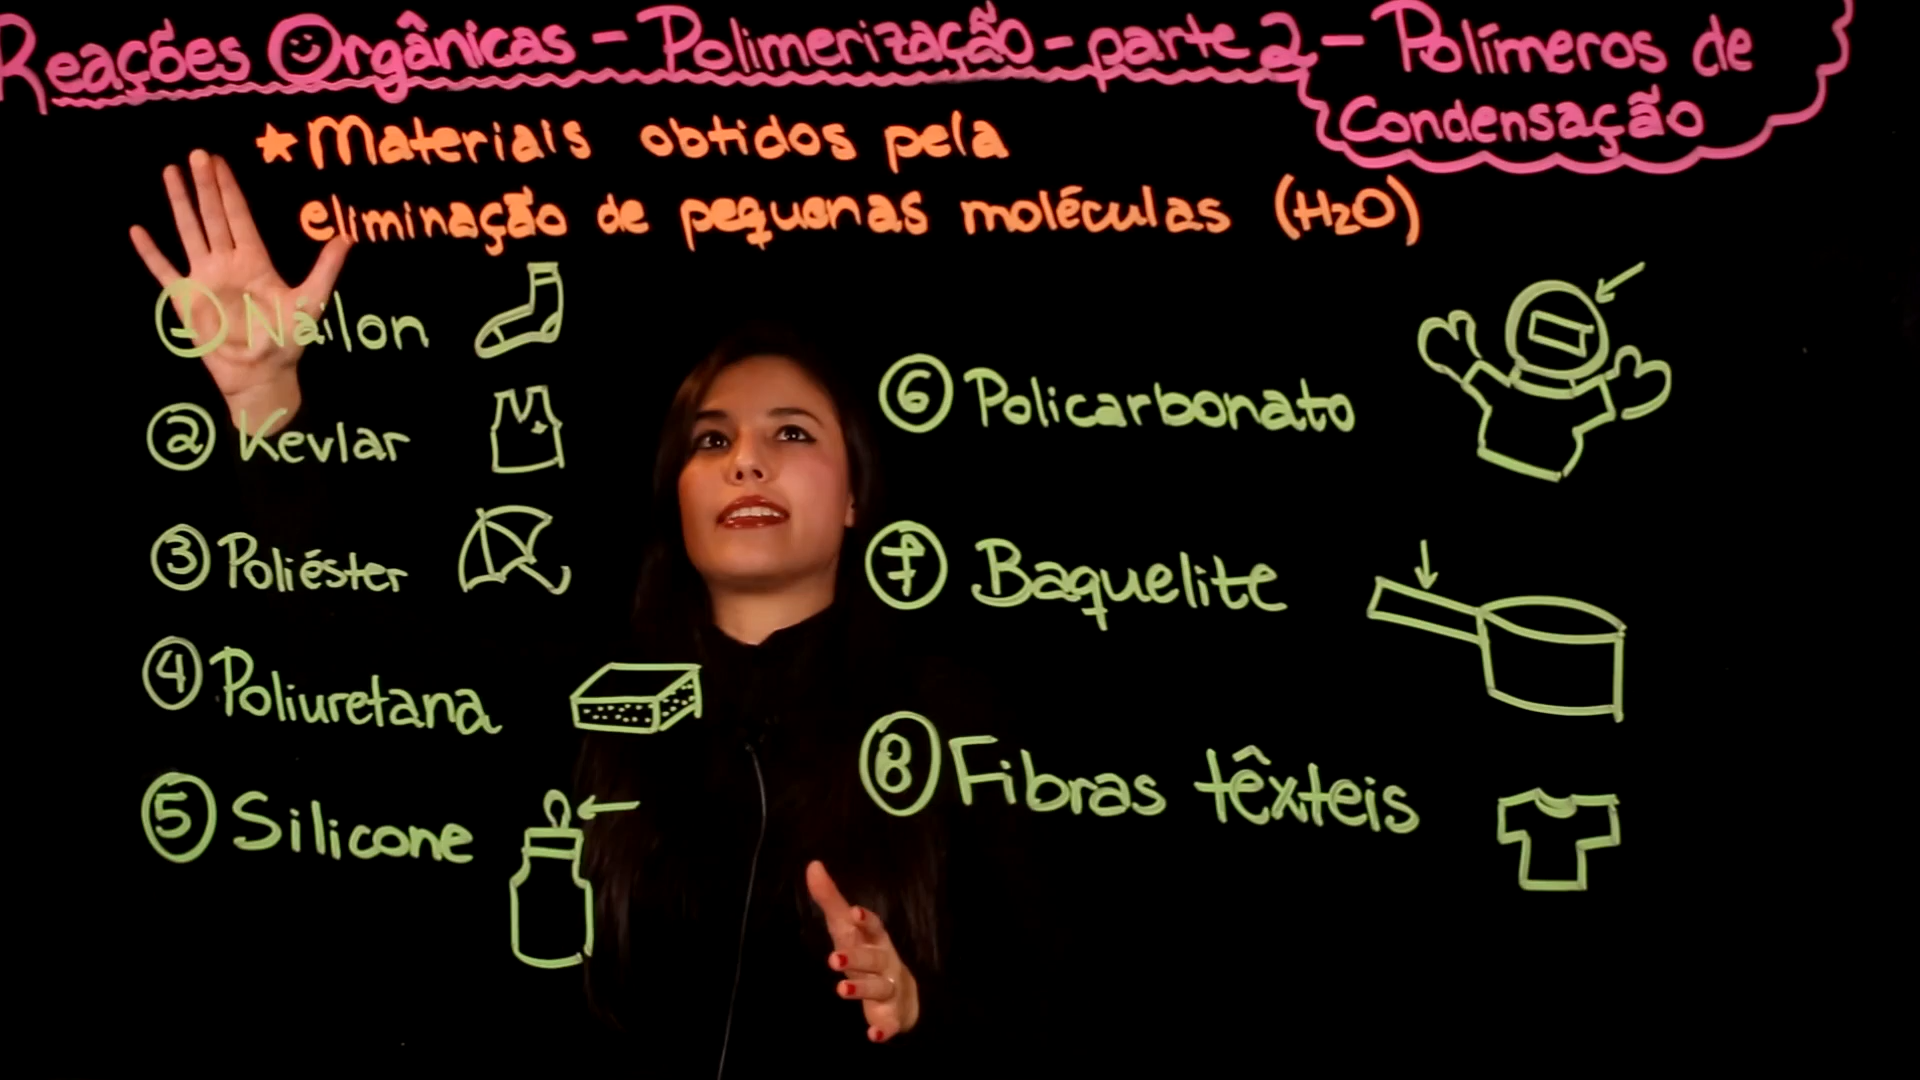 Reações Orgânicas - Polimerização - parte 2 - Polímeros de
Condensação
★ Materiais obtidos pela
eliminação de pequenas moléculas (H2O)
① Náilon
② Kevlar
③ Poliéster
④ Poliuretana
⑤ Silicone
⑥ Policarbonato
⑦ Baquelite
⑧ Fibras têxteis